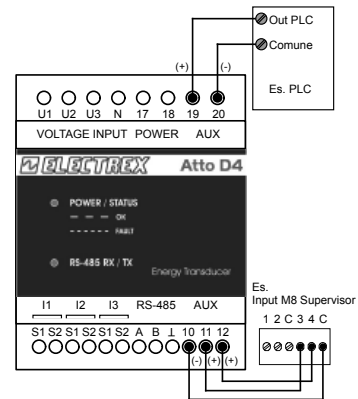 Out PLC
Comune
Es. PLC
(+) (-)
U1 U2 U3 N 17 18 19 20
VOLTAGE INPUT POWER AUX
ELECTREX Atto D4
POWER / STATUS
OK
FAULT
RS-485 RX / TX
Energy Transducer
I1 I2 I3 RS-485 AUX
S1 S2 S1 S2 S1 S2 A B ⊥ 10 11 12
(-) (+) (+)
Es.
Input M8 Supervisor
1 2 C 3 4 C